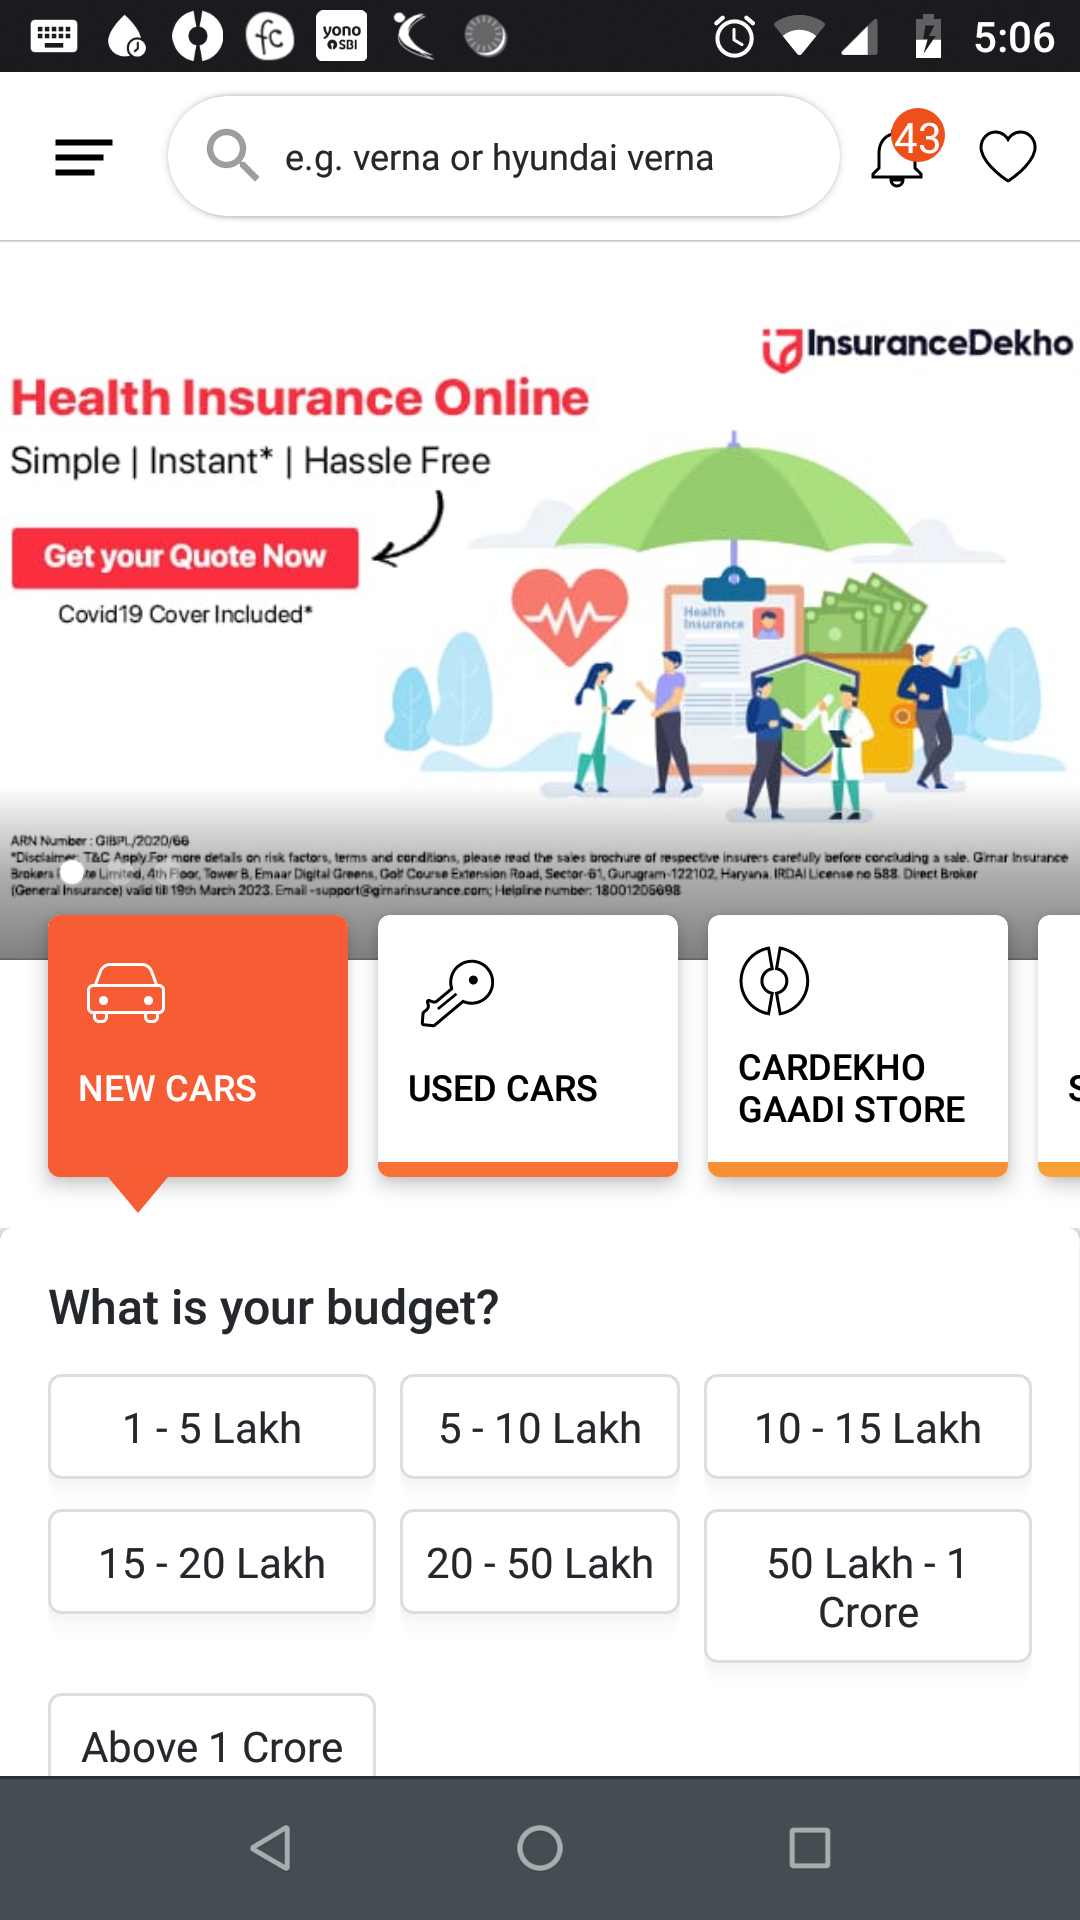 fc
yono
SBI
5:06
e.g. verna or hyundai verna
43
InsuranceDekho
Health Insurance Online
Simple | Instant* | Hassle Free
Get your Quote Now
Covid19 Cover Included*
Health
Insurance
ARN Number : GIBPL/2020/66
*Disclaimer: T&C Apply.For more details on risk factors, terms and conditions, please read the sales brochure of respective insurers carefully before concluding a sale. Girnar Insurance
Brokers Limited, 4th Floor, Tower B, Emaar Digital Greens, Golf Course Extension Road, Sector-61, Gurugram-122102, Haryana. IRDAI License no 588. Direct Broker
(General Insurance) valid till 19th March 2023. Email -support@girnarinsurance.com; Helpline number: 18001205698
NEW CARS
USED CARS
CARDEKHO
GAADI STORE
S
What is your budget?
1 - 5 Lakh
5 - 10 Lakh
10 - 15 Lakh
15 - 20 Lakh
20 - 50 Lakh
50 Lakh - 1
Crore
Above 1 Crore